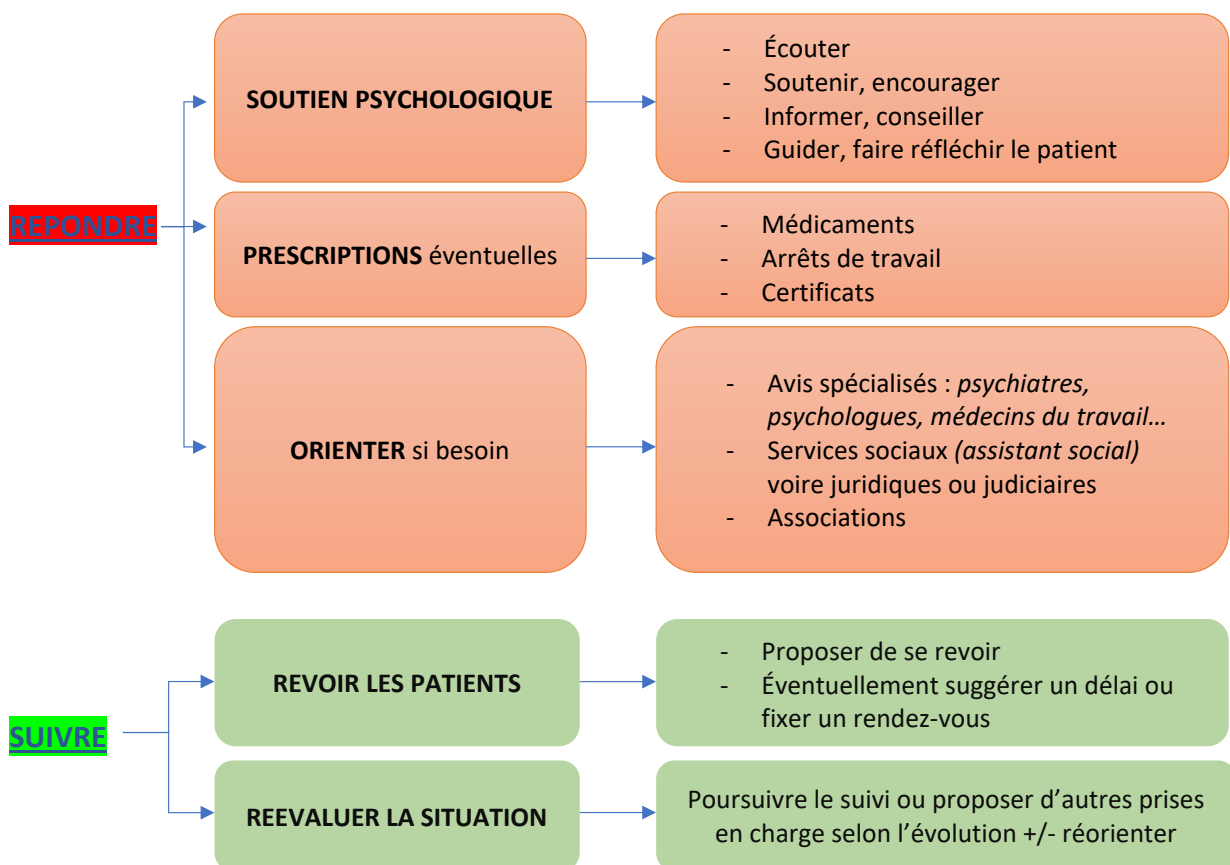 REPONDRE
SOUTIEN PSYCHOLOGIQUE
- Écouter
- Soutenir, encourager
- Informer, conseiller
- Guider, faire réfléchir le patient
PRESCRIPTIONS éventuelles
- Médicaments
- Arrêts de travail
- Certificats
ORIENTER si besoin
- Avis spécialisés : psychiatres,
psychologues, médecins du travail…
- Services sociaux (assistant social)
voire juridiques ou judiciaires
- Associations
SUIVRE
REVOIR LES PATIENTS
- Proposer de se revoir
- Éventuellement suggérer un délai ou
fixer un rendez-vous
REEVALUER LA SITUATION
Poursuivre le suivi ou proposer d’autres prises
en charge selon l’évolution +/- réorienter